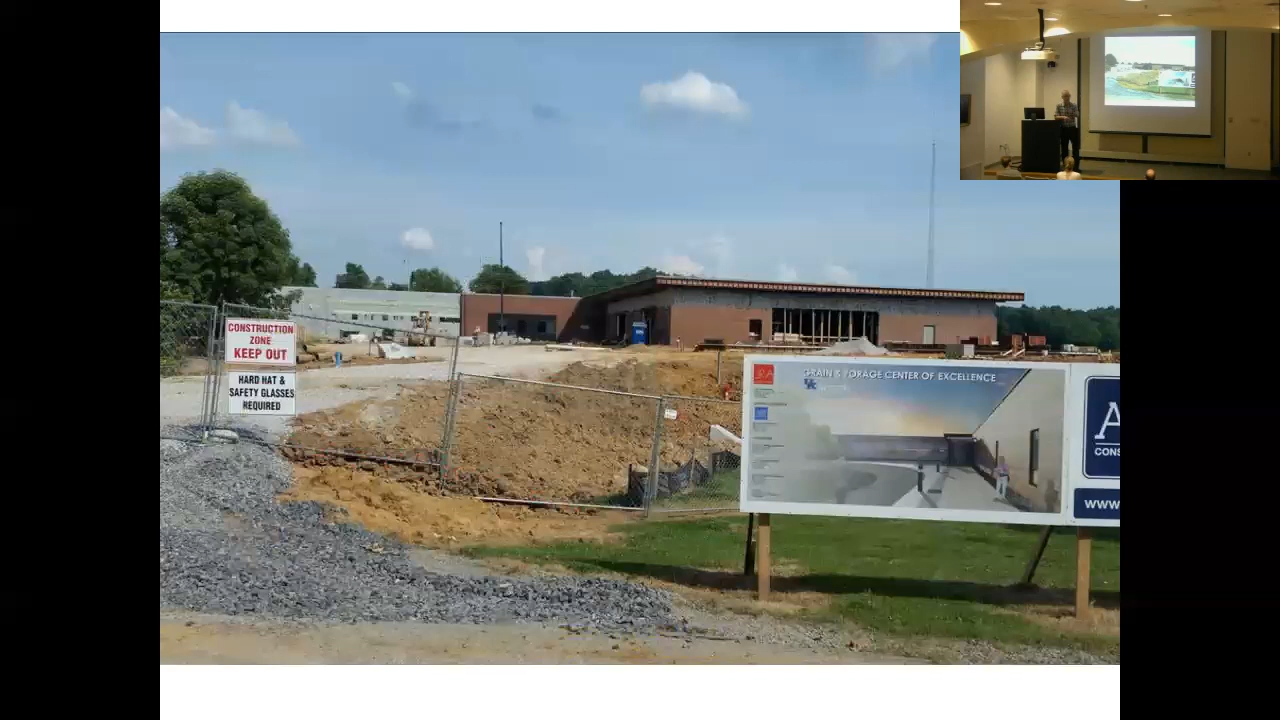 CONSTRUCTION
ZONE
KEEP OUT
HARD HAT &
SAFETY GLASSES
REQUIRED
GRAIN & FORAGE CENTER OF EXCELLENCE
UK
A
CONS
www